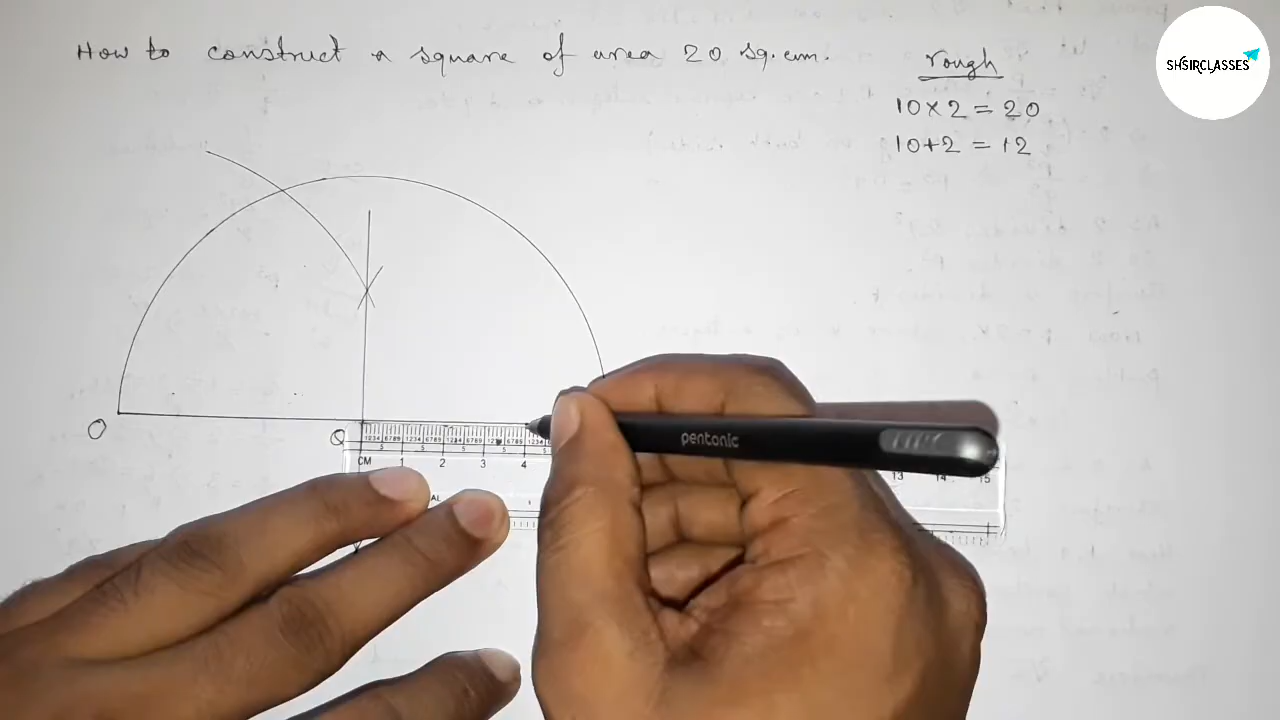 How to construct a square of area 20 sq.cm.
rough
10×2 = 20
10+2 = 12
SHSIRCLASSES
O
Q
pentonic
CM 1 2 3 4 13 14 15